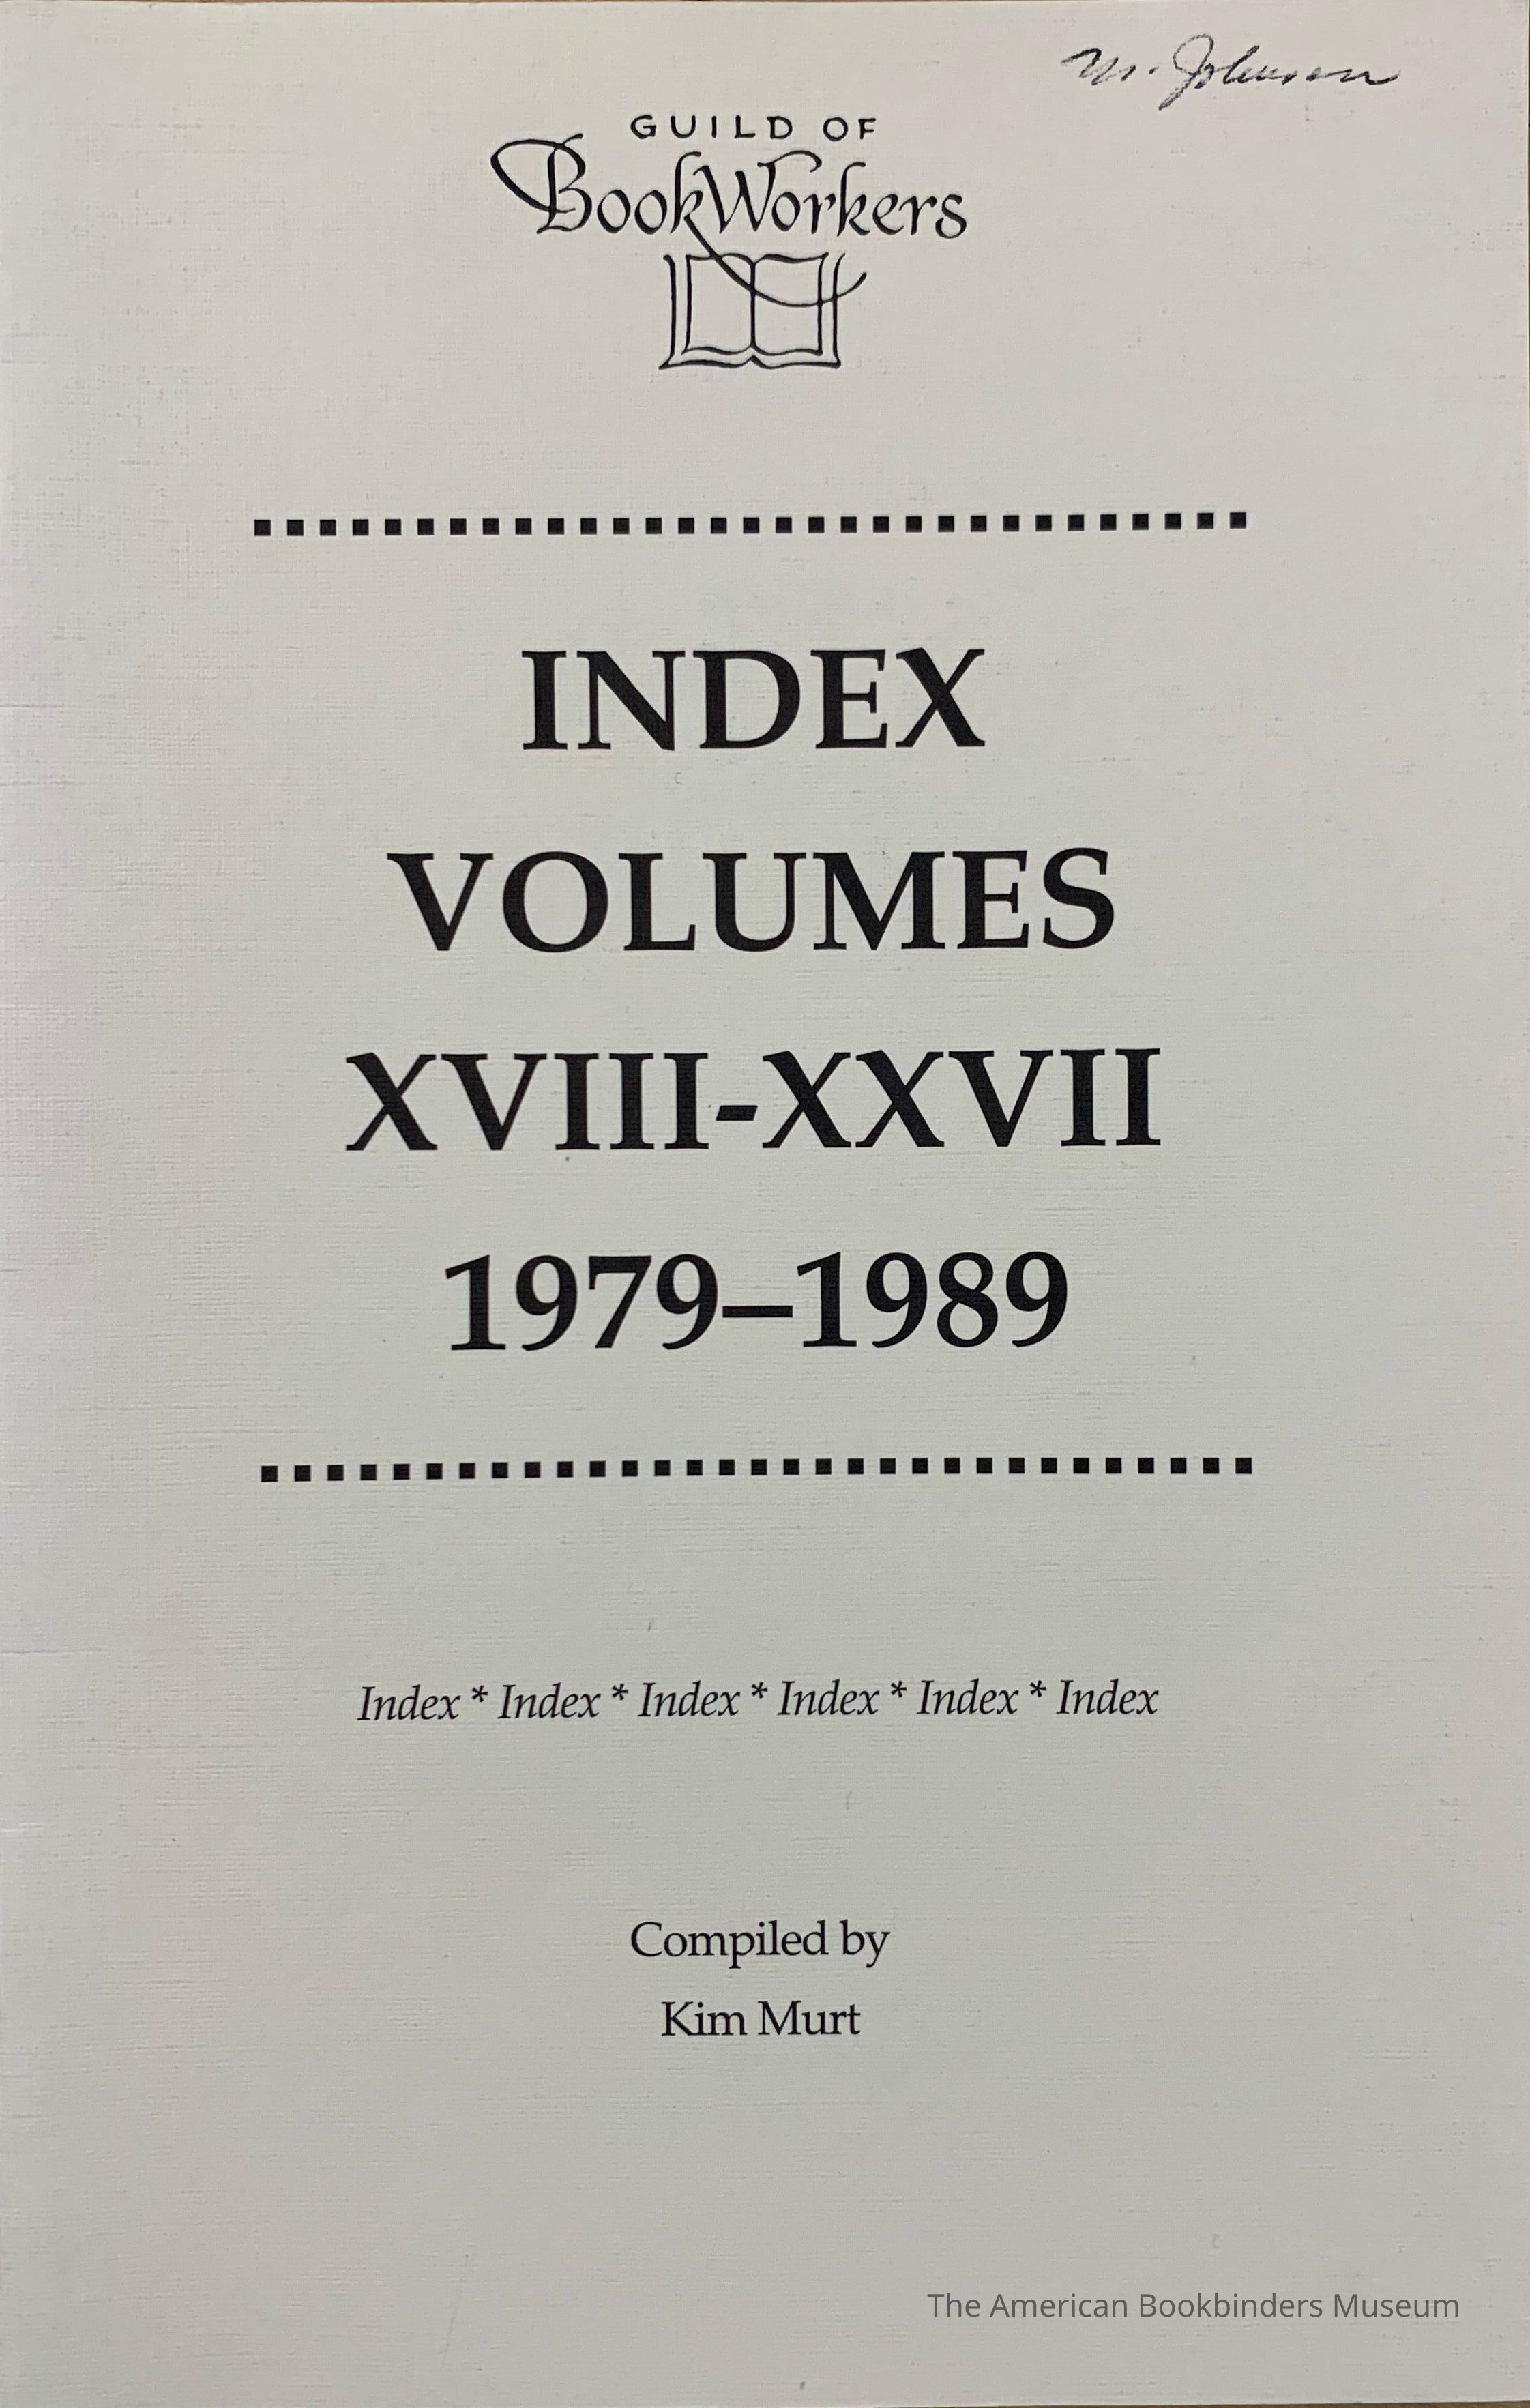 M. Johnson
GUILD OF
BookWorkers
INDEX
VOLUMES
XVIII-XXVII
1979–1989
Index * Index * Index * Index * Index * Index
Compiled by
Kim Murt
The American Bookbinders Museum